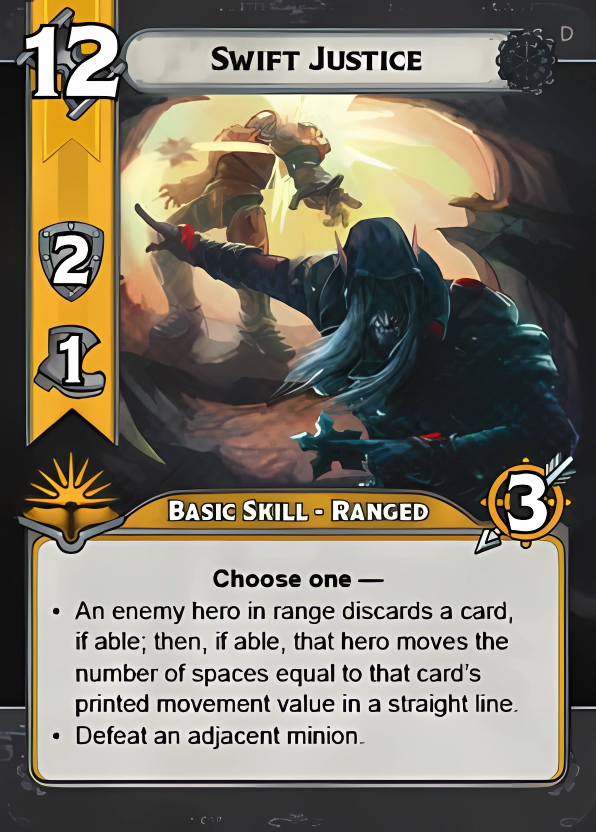 12
SWIFT JUSTICE
D
2
1
BASIC SKILL - RANGED
3
Choose one —
• An enemy hero in range discards a card,
if able; then, if able, that hero moves the
number of spaces equal to that card's
printed movement value in a straight line.
• Defeat an adjacent minion.